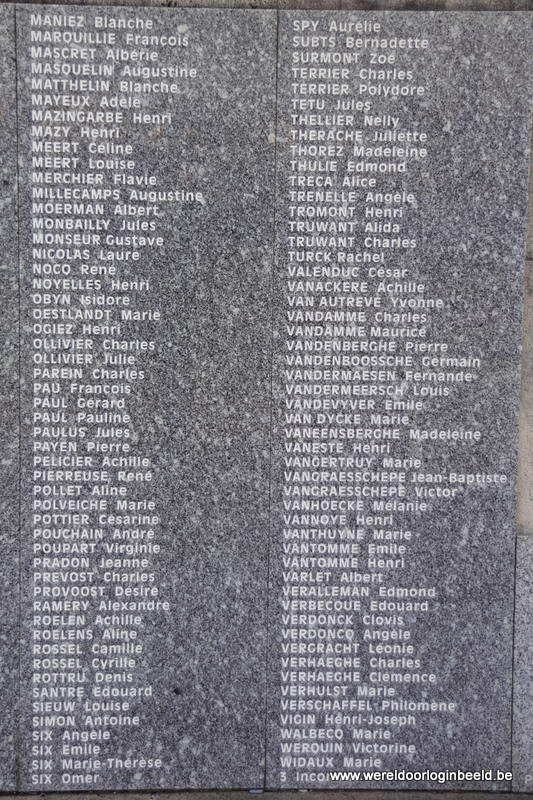 MANIEZ Blanche
MAROUILLIE François
MASCRET Albérie
MASQUELIN Augustine
MATTHELIN Blanche
MAYEUX Adèle
MAZINGARBE Henri
MAZY Henri
MEERT Céline
MEERT Louise
MERCHIER Flavie
MILLECAMPS Augustine
MOERMAN Albert
MONBAILLY Jules
MONSEUR Gustave
NICOLAS Laure
NOCQ René
NOYELLES Henri
OBYN Isidore
OESTLANDT Marie
OGIEZ Henri
OLLIVIER Charles
OLLIVIER Julie
PAREIN Charles
PAU François
PAUL Gérard
PAUL Pauline
PAULUS Jules
PAYEN Pierre
PELICIER Achille
PIERREUSE René
POLLET Aline
POLVEICHE Marie
POTTIER Césarine
POUCHAIN André
POUPART Virginie
PRADON Jeanne
PREVOST Charles
PROVOOST Désiré
RAMERY Alexandre
ROELEN Achille
ROELENS Aline
ROSSEL Camille
ROSSEL Cyrille
ROTTRU Denis
SANTRE Edouard
SIEUW Louise
SIMON Antoine
SIX Angèle
SIX Emile
SIX Marie-Thérèse
SIX Omer
SPY Aurélie
SUBTS Bernadette
SURMONT Zoé
TERRIER Charles
TERRIER Polydore
TETU Jules
THELLIER Nelly
THERACHE Juliette
THOREZ Madeleine
THULIE Edmond
TRECA Alice
TRENELLE Angèle
TROMONT Henri
TRUWANT Alida
TRUWANT Charles
TURCK Rachel
VALENDUC César
VANACKERE Achille
VAN AUTREVE Yvonne
VANDAMME Charles
VANDAMME Maurice
VANDENBERGHE Pierre
VANDENBOOSSCHE Germain
VANDERMAESEN Fernande
VANDERMEERSCH Louis
VANDEVYVER Emile
VAN DYCKE Marie
VANEENSBERGHE Madeleine
VANESTE Henri
VANGERTRUY Marie
VANGRAESSCHEPE Jean-Baptiste
VANGRAESSCHEPE Victor
VANHOECKE Mélanie
VANNOYE Henri
VANTHUYNE Marie
VANTOMME Emile
VANTOMME Henri
VARLET Albert
VERALLEMAN Edmond
VERBECQUE Edouard
VERDONCK Clovis
VERDONCQ Angèle
VERGRACHT Léonie
VERHAEGHE Charles
VERHAEGHE Clémence
VERHULST Marie
VERSCHAFFEL Philomène
VIGIN Henri-Joseph
WALBECQ Marie
WERQUIN Victorine
WIDAUX Marie
3 Incon
www.wereldoorloginbeeld.be